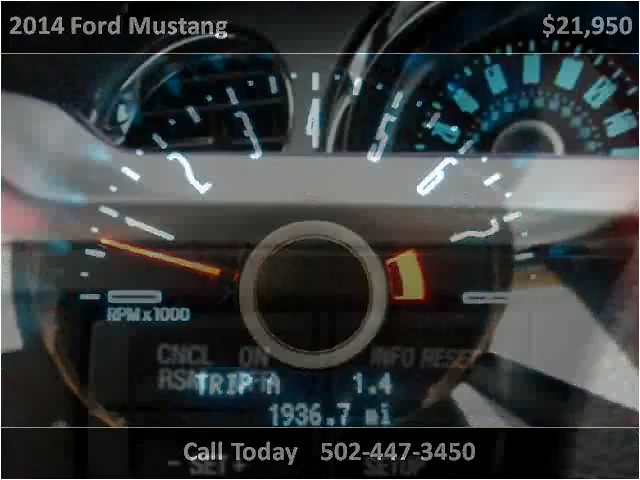 2014 Ford Mustang $21,950
2 3 4 5 6 7
RPM x 1000
CNCL ON INFO RESET
TRIP A 1.4
1936.7 mi
Call Today 502-447-3450
- SET + SETUP